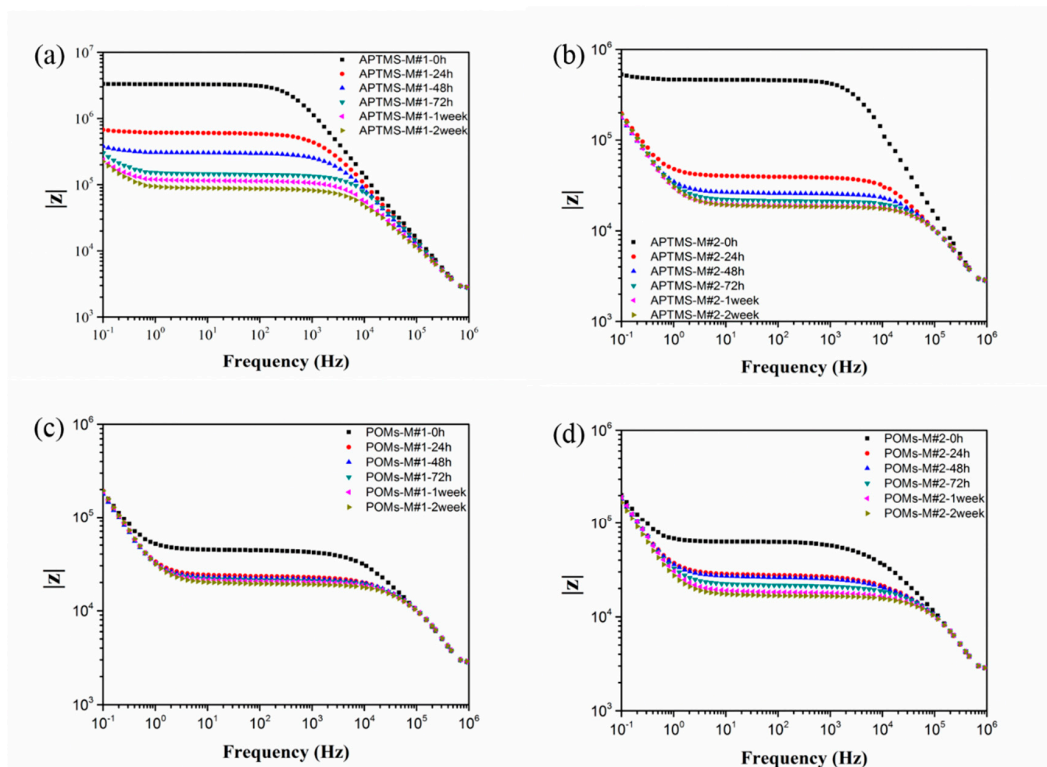 (a)
10^7
10^6
10^5
10^4
10^3
|z|
APTMS-M#1-0h
APTMS-M#1-24h
APTMS-M#1-48h
APTMS-M#1-72h
APTMS-M#1-1week
APTMS-M#1-2week
10^-1 10^0 10^1 10^2 10^3 10^4 10^5 10^6
Frequency (Hz)
(b)
10^6
10^5
10^4
10^3
|z|
APTMS-M#2-0h
APTMS-M#2-24h
APTMS-M#2-48h
APTMS-M#2-72h
APTMS-M#2-1week
APTMS-M#2-2week
10^-1 10^0 10^1 10^2 10^3 10^4 10^5 10^6
Frequency (Hz)
(c)
10^6
10^5
10^4
10^3
|z|
POMs-M#1-0h
POMs-M#1-24h
POMs-M#1-48h
POMs-M#1-72h
POMs-M#1-1week
POMs-M#1-2week
10^-1 10^0 10^1 10^2 10^3 10^4 10^5 10^6
Frequency (Hz)
(d)
10^6
10^5
10^4
10^3
|z|
POMs-M#2-0h
POMs-M#2-24h
POMs-M#2-48h
POMs-M#2-72h
POMs-M#2-1week
POMs-M#2-2week
10^-1 10^0 10^1 10^2 10^3 10^4 10^5 10^6
Frequency (Hz)